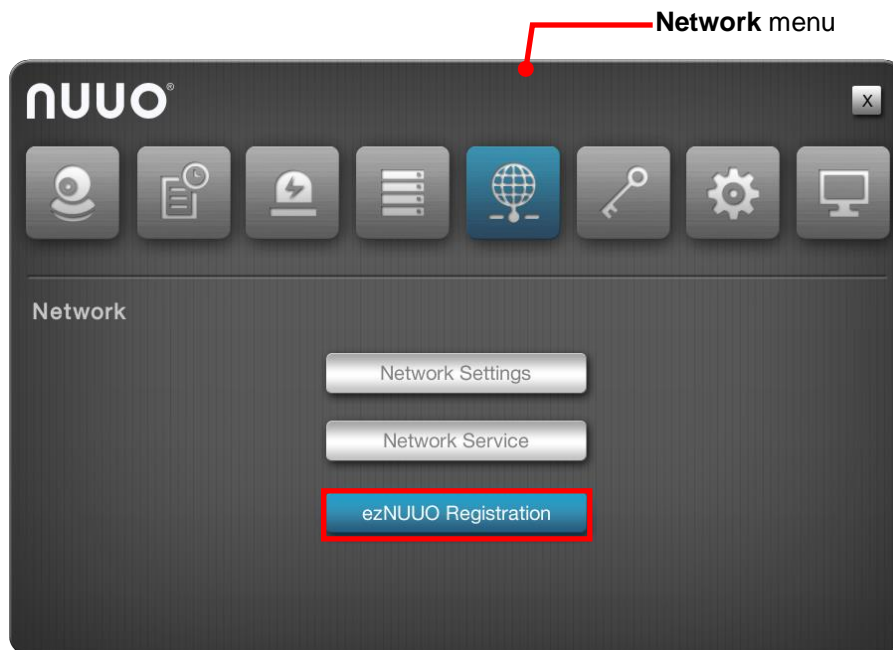 Network menu
nuuo®
X
Network
Network Settings
Network Service
ezNUUO Registration